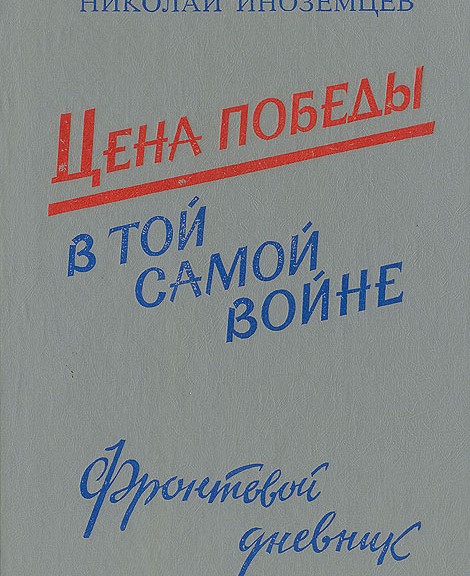 НИКОЛАЙ ИНОЗЕМЦЕВ
ЦЕНА ПОБЕДЫ
В ТОЙ
САМОЙ
ВОЙНЕ
Фронтовой
дневник